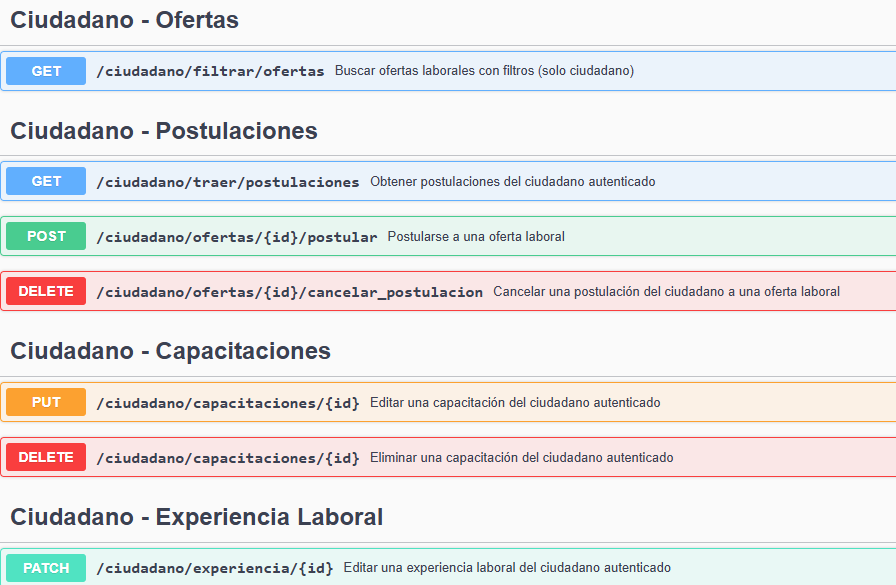 Ciudadano - Ofertas
GET /ciudadano/filtrar/ofertas Buscar ofertas laborales con filtros (solo ciudadano)
Ciudadano - Postulaciones
GET /ciudadano/traer/postulaciones Obtener postulaciones del ciudadano autenticado
POST /ciudadano/ofertas/{id}/postular Postularse a una oferta laboral
DELETE /ciudadano/ofertas/{id}/cancelar_postulacion Cancelar una postulación del ciudadano a una oferta laboral
Ciudadano - Capacitaciones
PUT /ciudadano/capacitaciones/{id} Editar una capacitación del ciudadano autenticado
DELETE /ciudadano/capacitaciones/{id} Eliminar una capacitación del ciudadano autenticado
Ciudadano - Experiencia Laboral
PATCH /ciudadano/experiencia/{id} Editar una experiencia laboral del ciudadano autenticado